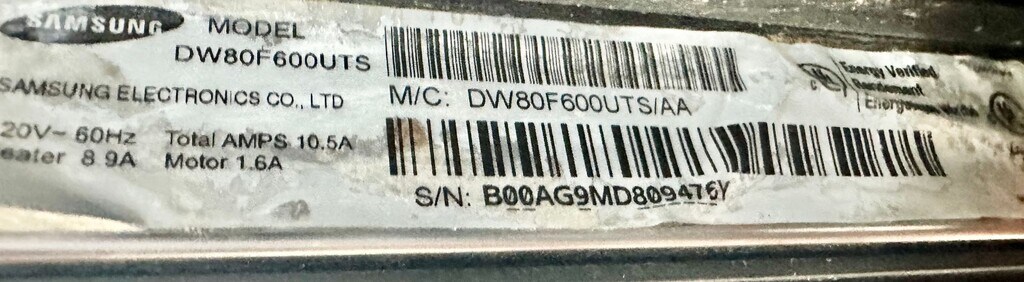 SAMSUNG
MODEL
DW80F600UTS
SAMSUNG ELECTRONICS CO., LTD
20V~ 60Hz Total AMPS 10.5A
eater 8.9A Motor 1.6A
M/C: DW80F600UTS/AA
S/N: B00AG9MD809476Y
Energy Verified